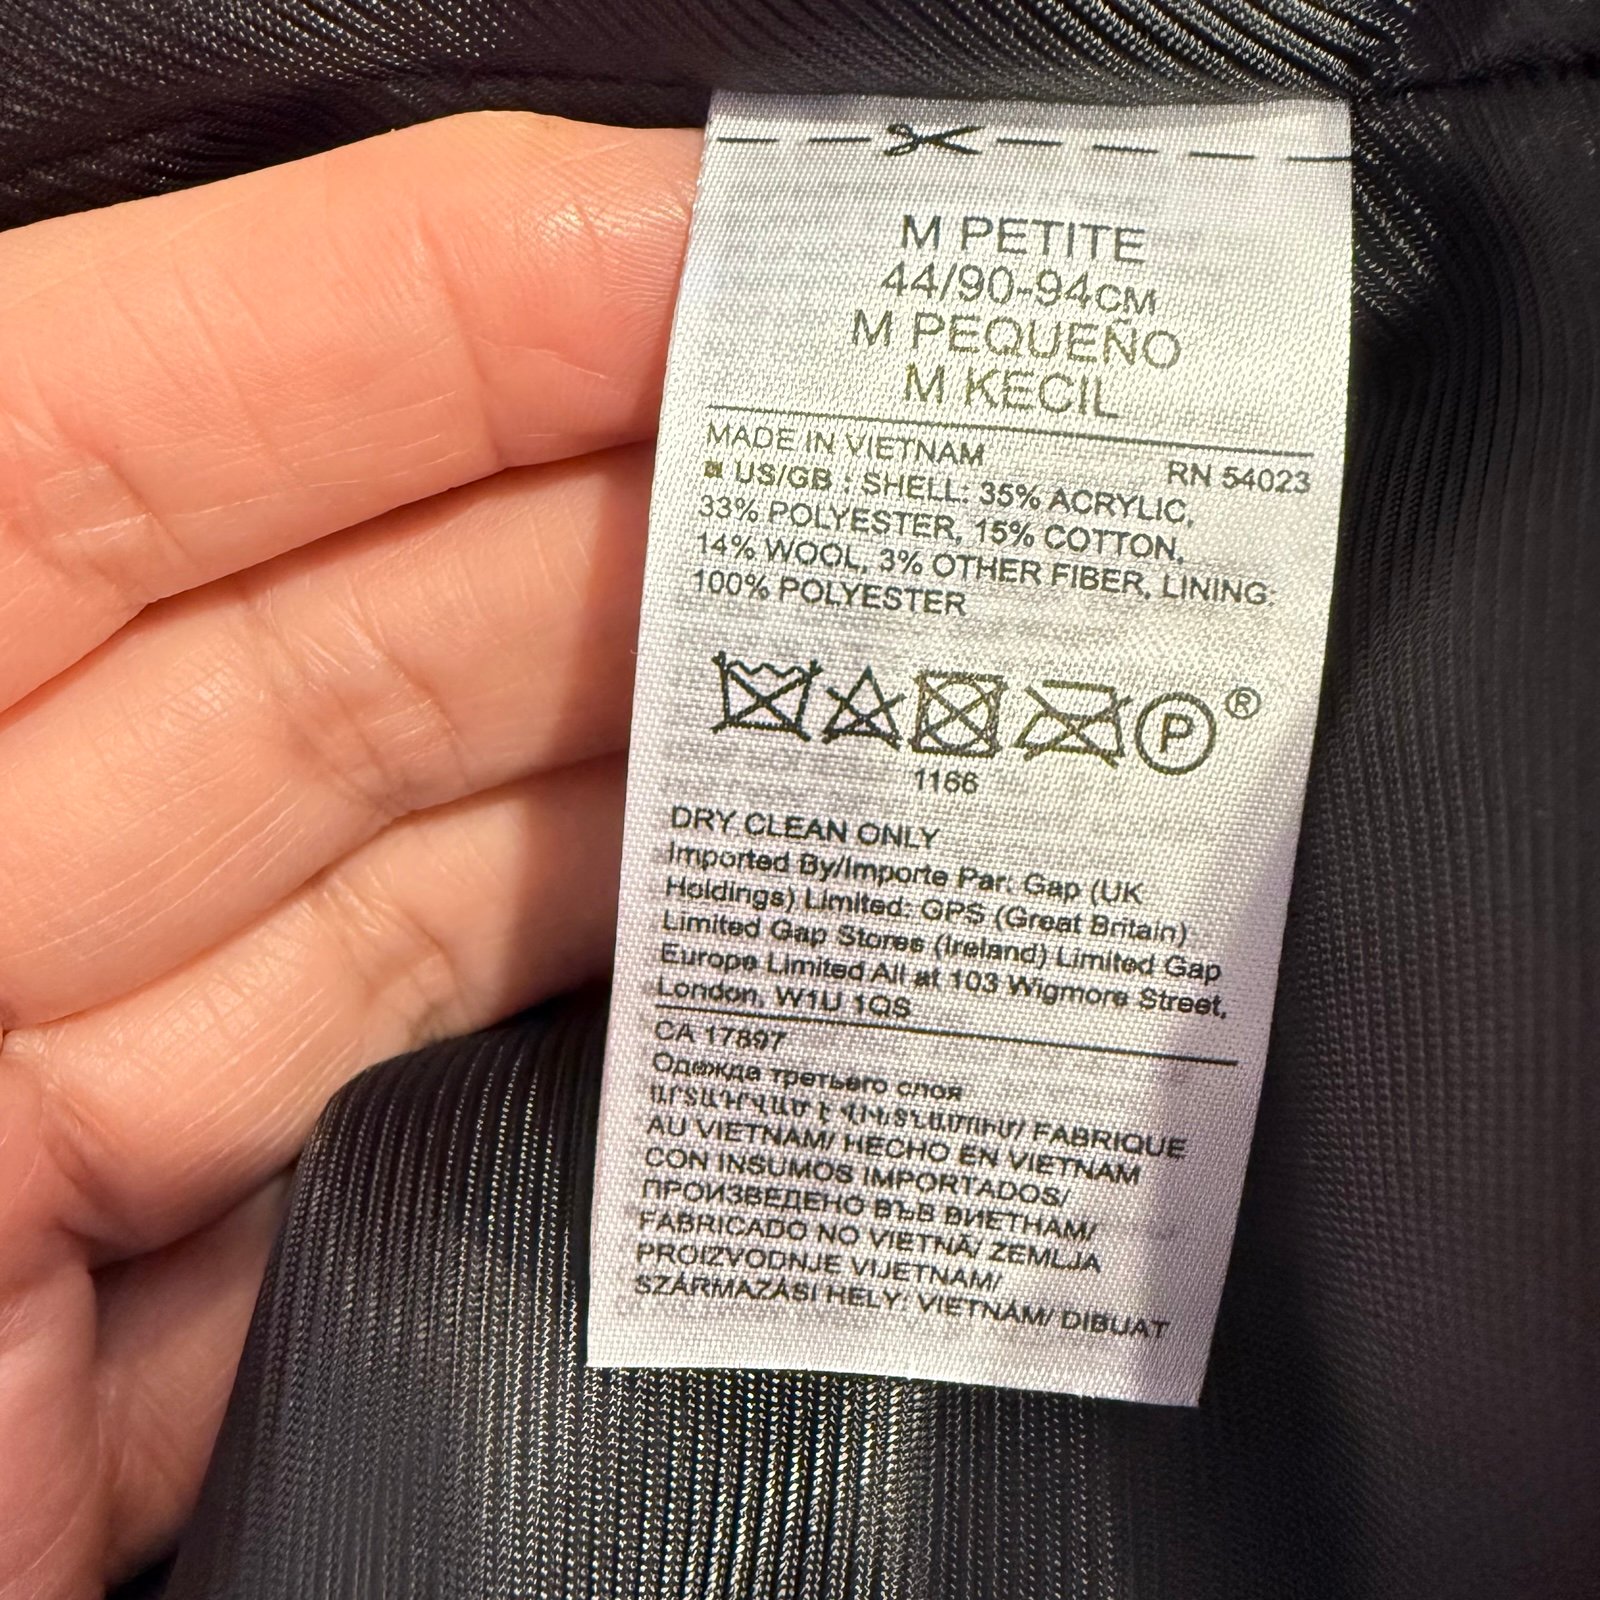 M PETITE
44/90-94CM
M PEQUEÑO
M KECIL
MADE IN VIETNAM
RN 54023
US/GB : SHELL: 35% ACRYLIC,
33% POLYESTER, 15% COTTON,
14% WOOL, 3% OTHER FIBER, LINING:
100% POLYESTER
P ®
1166
DRY CLEAN ONLY
Imported By/Importe Par: Gap (UK
Holdings) Limited: GPS (Great Britain)
Limited Gap Stores (Ireland) Limited Gap
Europe Limited All at 103 Wigmore Street,
London, W1U 1QS
CA 17897
Одежда третьего слоя
/ FABRIQUE
AU VIETNAM/ HECHO EN VIETNAM
CON INSUMOS IMPORTADOS/
ПРОИЗВЕДЕНО ВЪВ ВИЕТНАМ/
FABRICADO NO VIETNÃ/ ZEMLJA
PROIZVODNJE VIJETNAM/
SZÁRMAZÁSI HELY: VIETNÁM/ DIBUAT